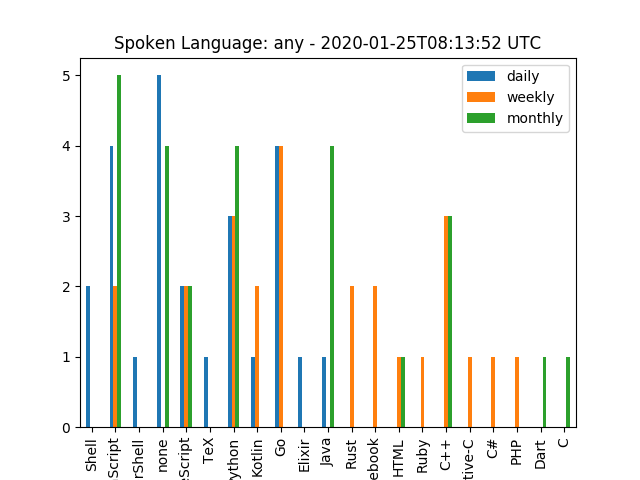 Spoken Language: any - 2020-01-25T08:13:52 UTC
daily
weekly
monthly
5
4
3
2
1
0
Shell
Script
rShell
none
eScript
TeX
ython
Kotlin
Go
Elixir
Java
Rust
ebook
HTML
Ruby
C++
tive-C
C#
PHP
Dart
C